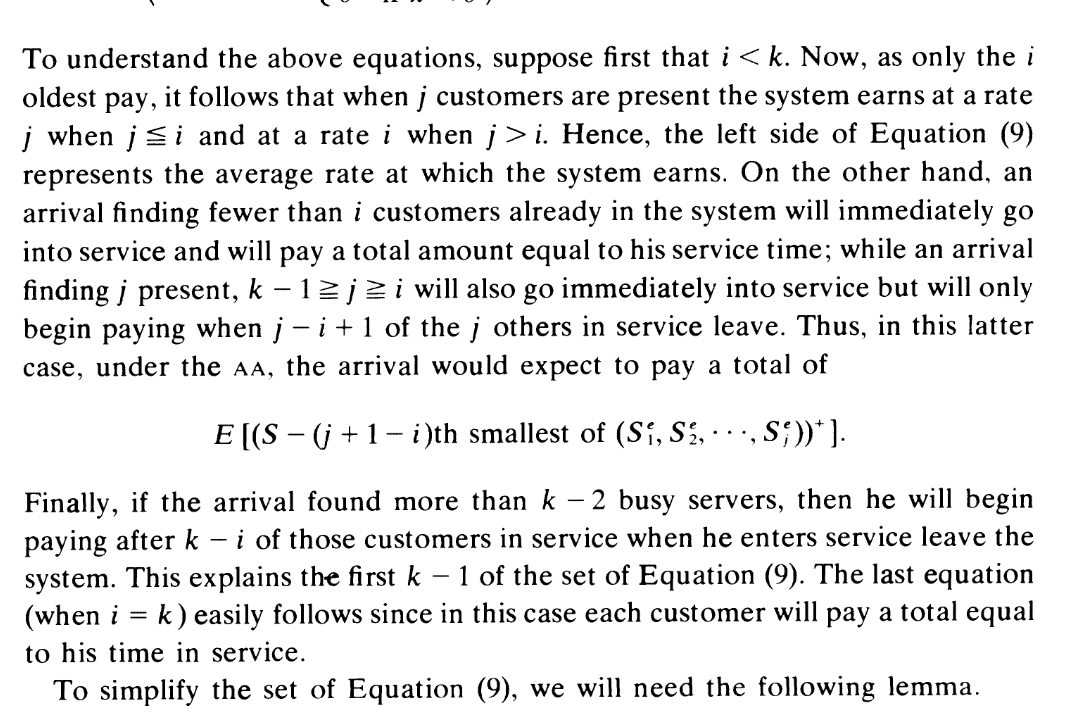 To understand the above equations, suppose first that i < k. Now, as only the i
oldest pay, it follows that when j customers are present the system earns at a rate
j when j ≦ i and at a rate i when j > i. Hence, the left side of Equation (9)
represents the average rate at which the system earns. On the other hand, an
arrival finding fewer than i customers already in the system will immediately go
into service and will pay a total amount equal to his service time; while an arrival
finding j present, k − 1 ≧ j ≧ i will also go immediately into service but will only
begin paying when j − i + 1 of the j others in service leave. Thus, in this latter
case, under the AA, the arrival would expect to pay a total of
E [(S − (j + 1 − i)th smallest of (S₁ᵉ, S₂ᵉ, · · ·, Sⱼᵉ))⁺].
Finally, if the arrival found more than k − 2 busy servers, then he will begin
paying after k − i of those customers in service when he enters service leave the
system. This explains the first k − 1 of the set of Equation (9). The last equation
(when i = k) easily follows since in this case each customer will pay a total equal
to his time in service.
To simplify the set of Equation (9), we will need the following lemma.